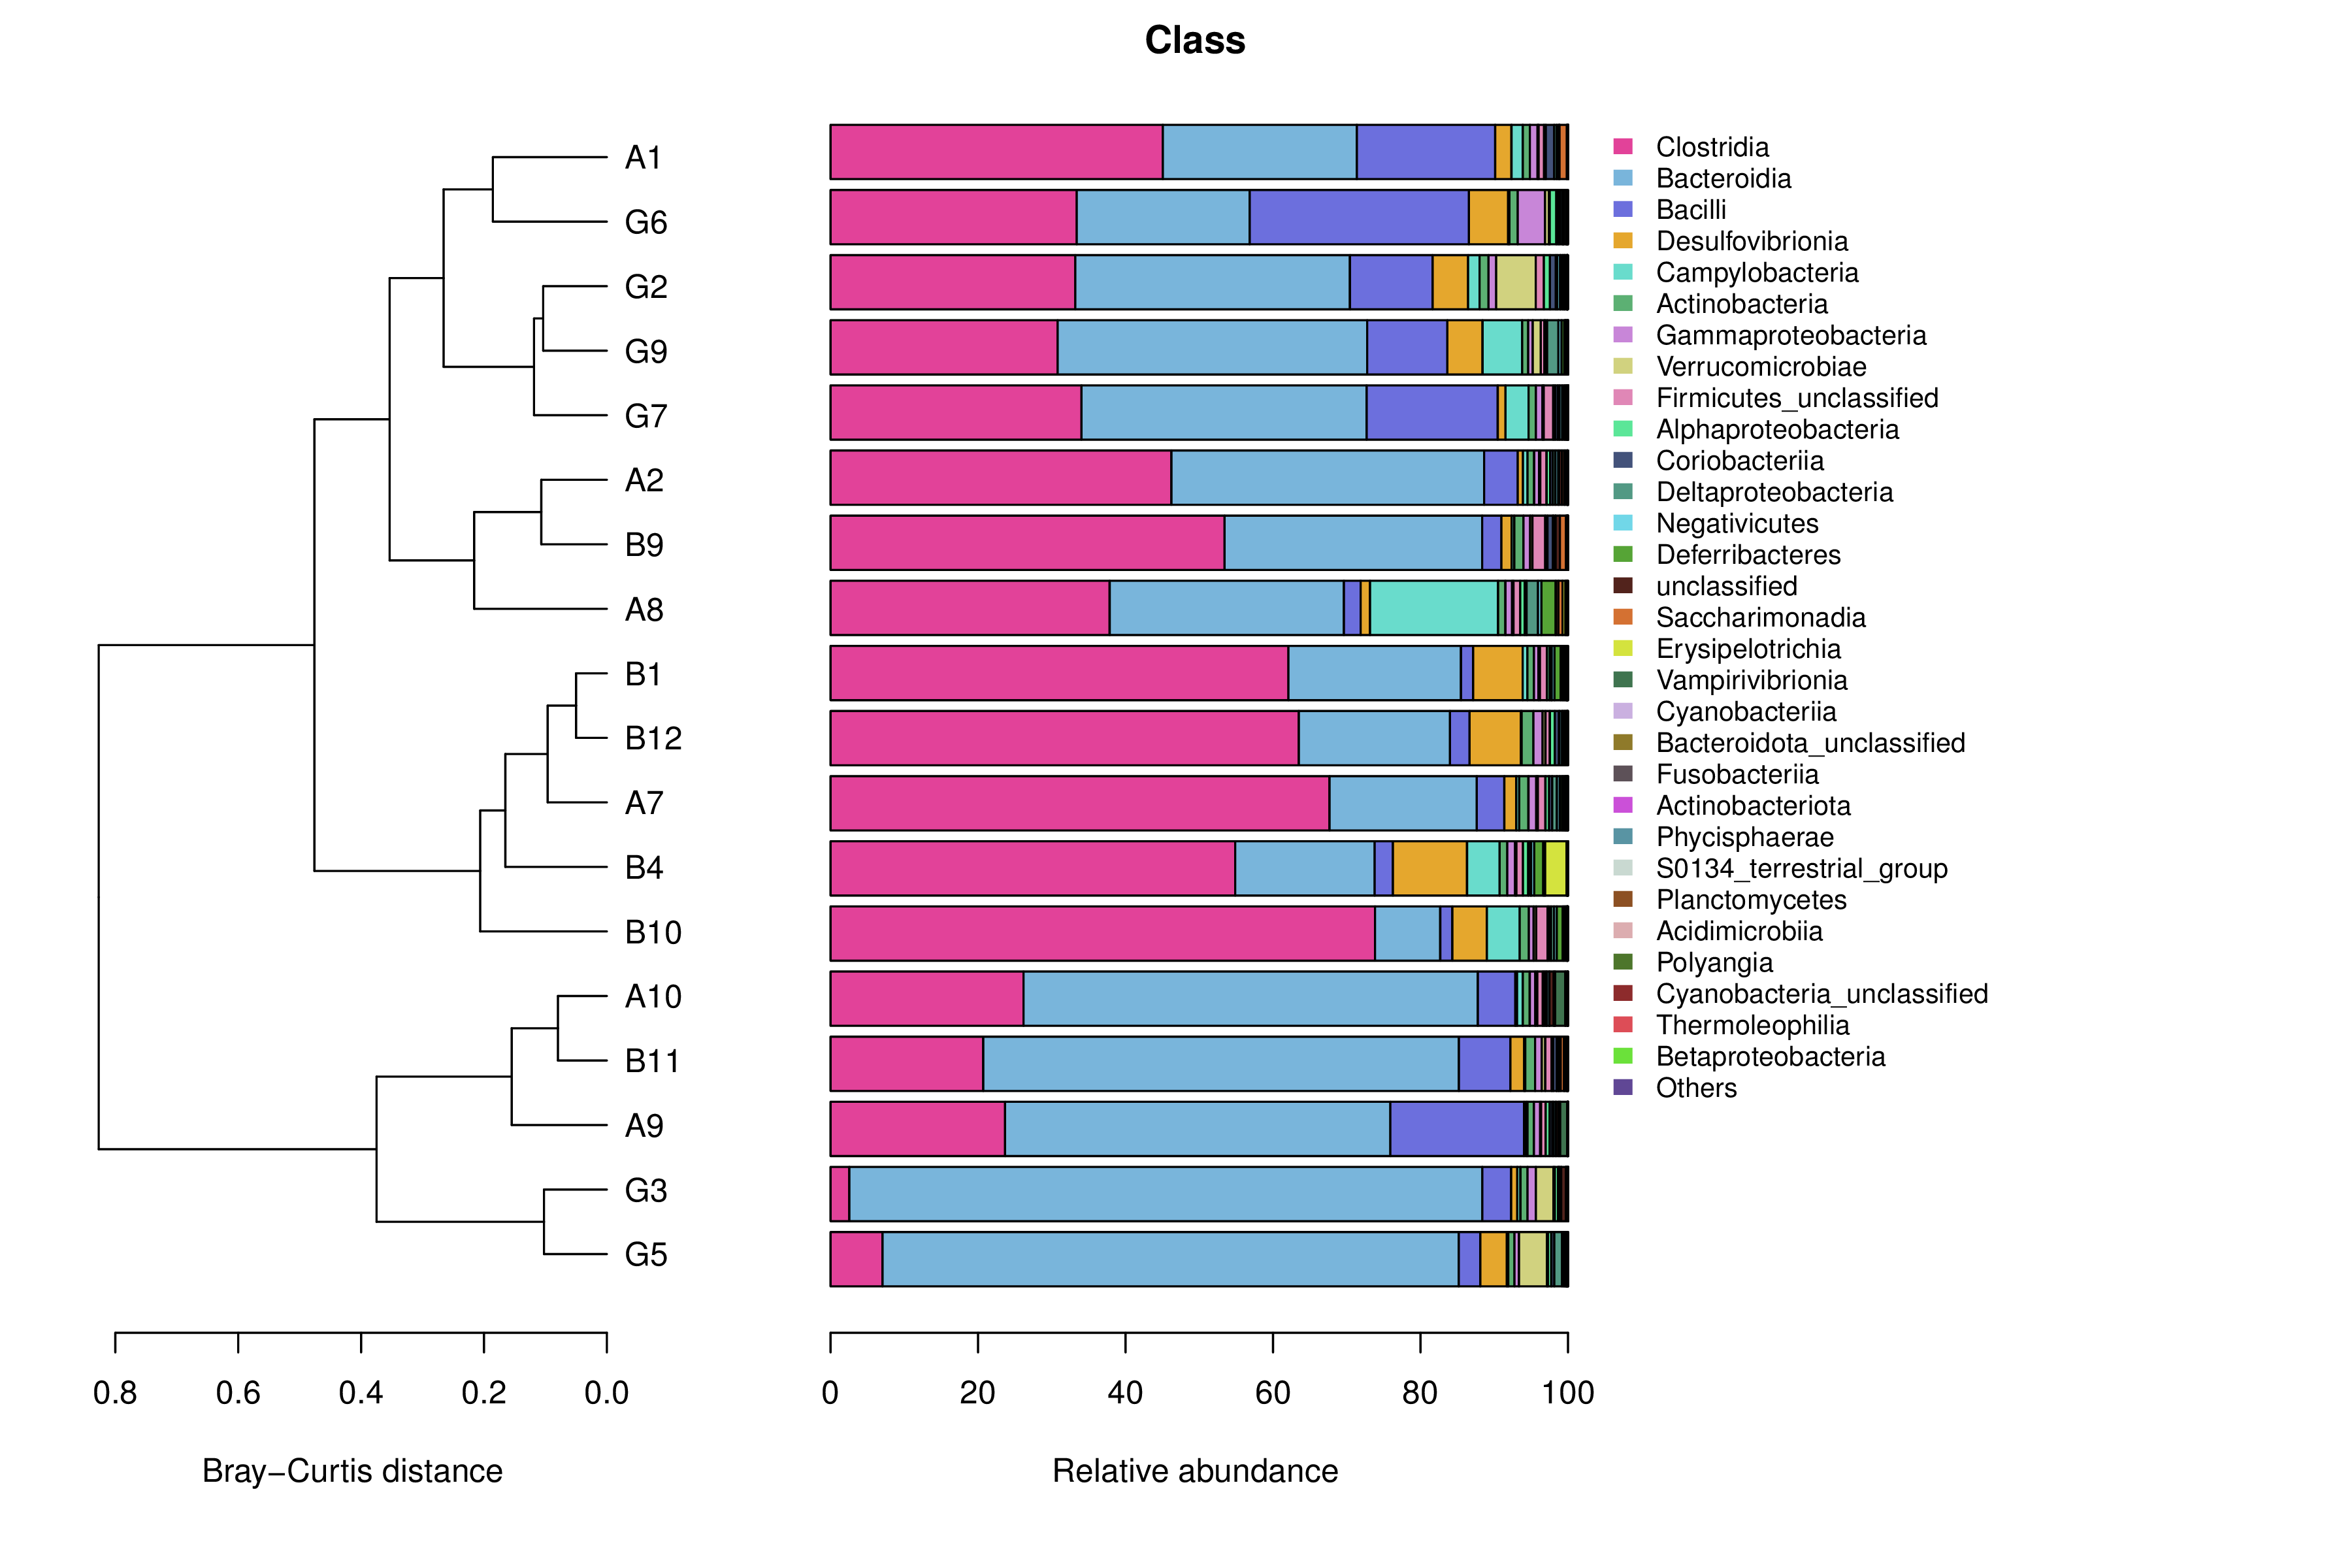 Class
A1
G6
G2
G9
G7
A2
B9
A8
B1
B12
A7
B4
B10
A10
B11
A9
G3
G5
Clostridia
Bacteroidia
Bacilli
Desulfovibrionia
Campylobacteria
Actinobacteria
Gammaproteobacteria
Verrucomicrobiae
Firmicutes_unclassified
Alphaproteobacteria
Coriobacteriia
Deltaproteobacteria
Negativicutes
Deferribacteres
unclassified
Saccharimonadia
Erysipelotrichia
Vampirivibrionia
Cyanobacteriia
Bacteroidota_unclassified
Fusobacteriia
Actinobacteriota
Phycisphaerae
S0134_terrestrial_group
Planctomycetes
Acidimicrobiia
Polyangia
Cyanobacteria_unclassified
Thermoleophilia
Betaproteobacteria
Others
0.8 0.6 0.4 0.2 0.0
0 20 40 60 80 100
Bray−Curtis distance
Relative abundance